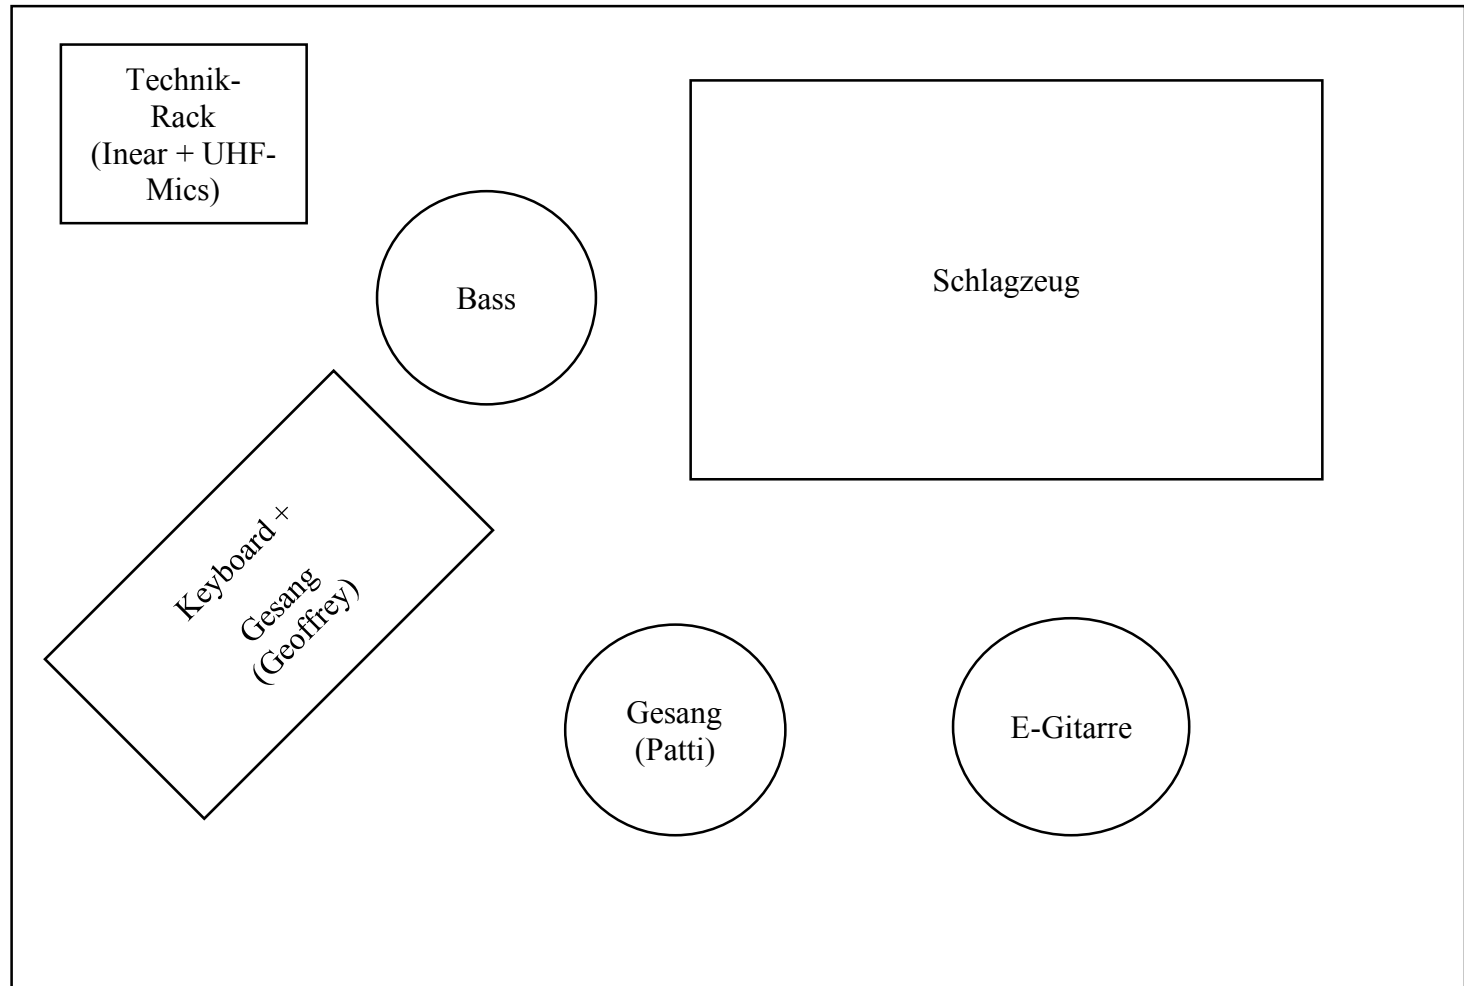 Technik-
Rack
(Inear + UHF-
Mics)
Bass
Schlagzeug
Keyboard +
Gesang
(Geoffrey)
Gesang
(Patti)
E-Gitarre